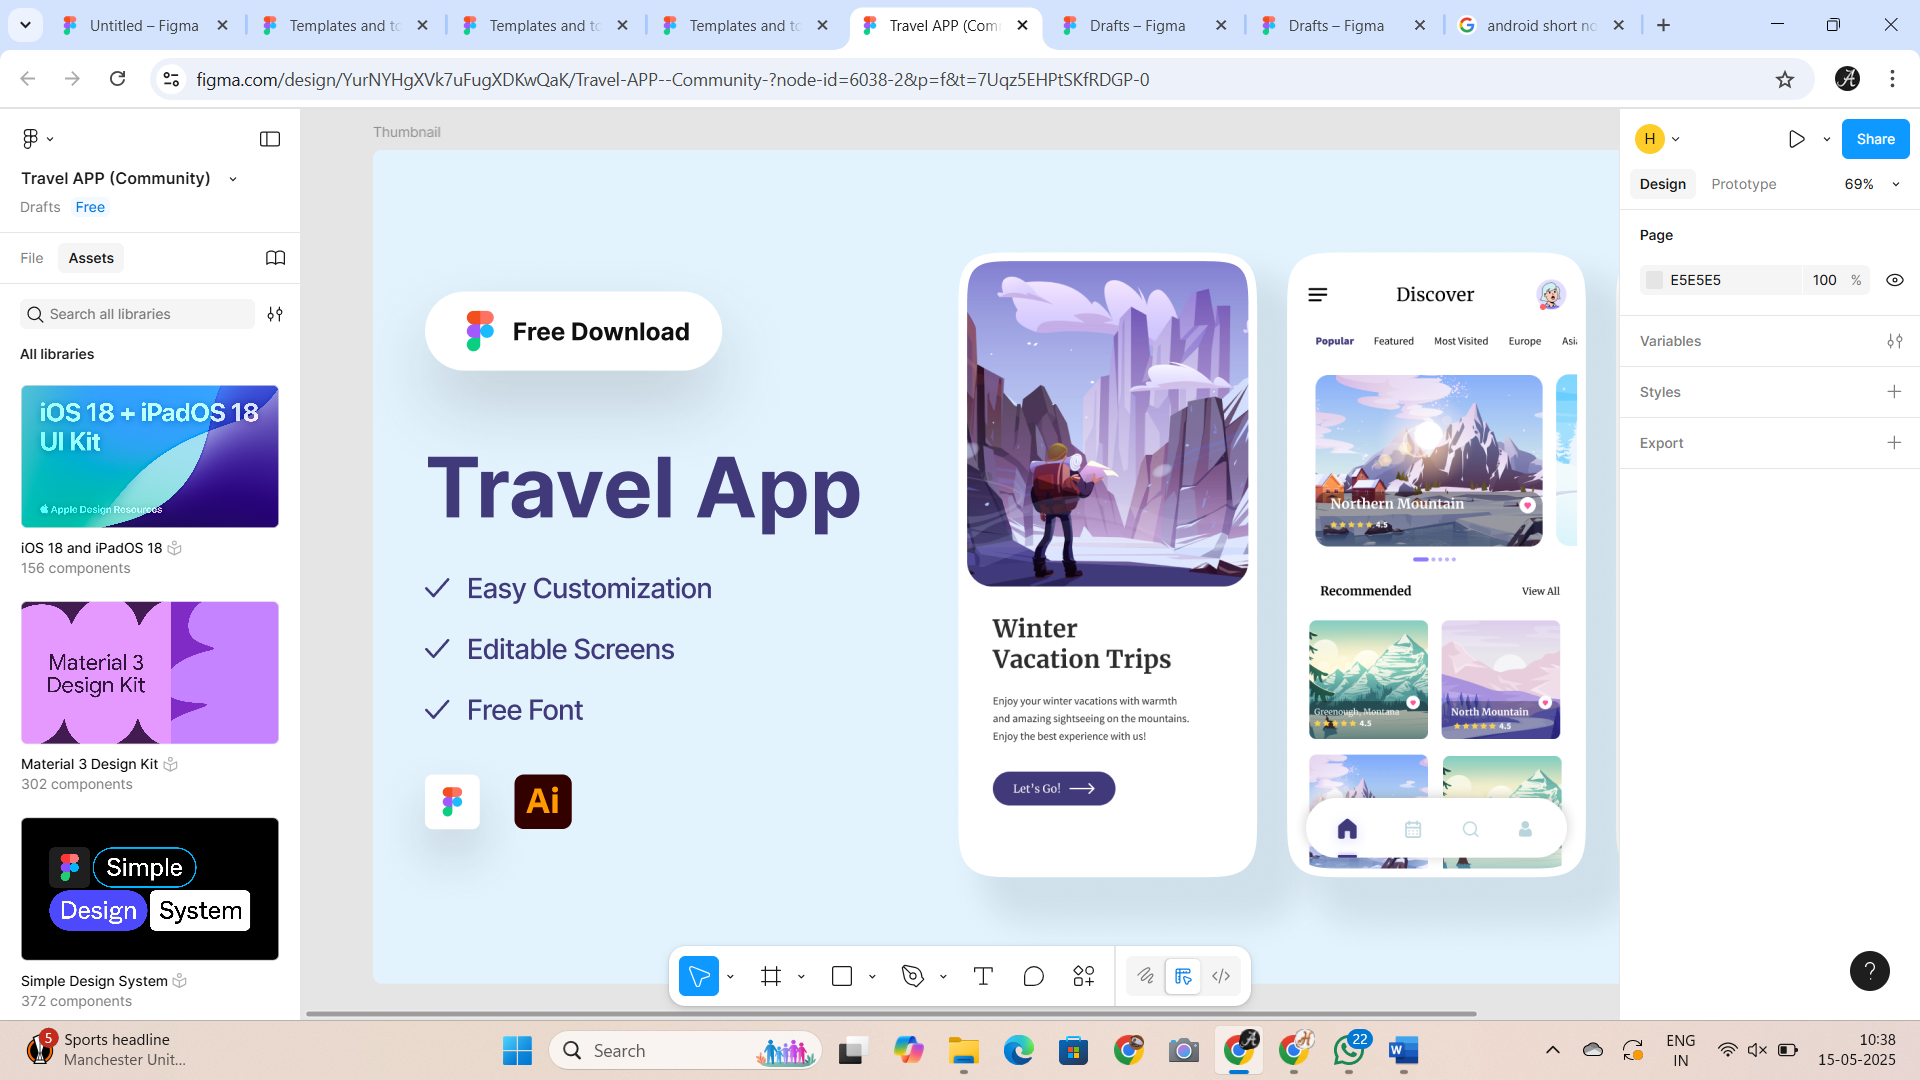 Untitled – Figma
Templates and to
Templates and to
Templates and to
Travel APP (Com
Drafts – Figma
Drafts – Figma
android short no
figma.com/design/YurNYHgXVk7uFugXDKwQaK/Travel-APP--Community-?node-id=6038-2&p=f&t=7Uqz5EHPtSKfRDGP-0
Travel APP (Community)
Drafts Free
File Assets
Search all libraries
All libraries
iOS 18 + iPadOS 18
UI Kit
Apple Design Resources
iOS 18 and iPadOS 18
156 components
Material 3
Design Kit
Material 3 Design Kit
302 components
Simple
Design System
Simple Design System
372 components
Thumbnail
Free Download
Travel App
Easy Customization
Editable Screens
Free Font
Ai
Winter
Vacation Trips
Enjoy your winter vacations with warmth
and amazing sightseeing on the mountains.
Enjoy the best experience with us!
Let's Go!
Discover
Popular Featured Most Visited Europe Asia
Northern Mountain
4.5
Recommended View All
Greenough, Montana
4.5
North Mountain
4.5
H
Share
Design Prototype 69%
Page
E5E5E5 100 %
Variables
Styles
Export
?
5
Sports headline
Manchester Unit...
Search
22
ENG
IN
10:38
15-05-2025